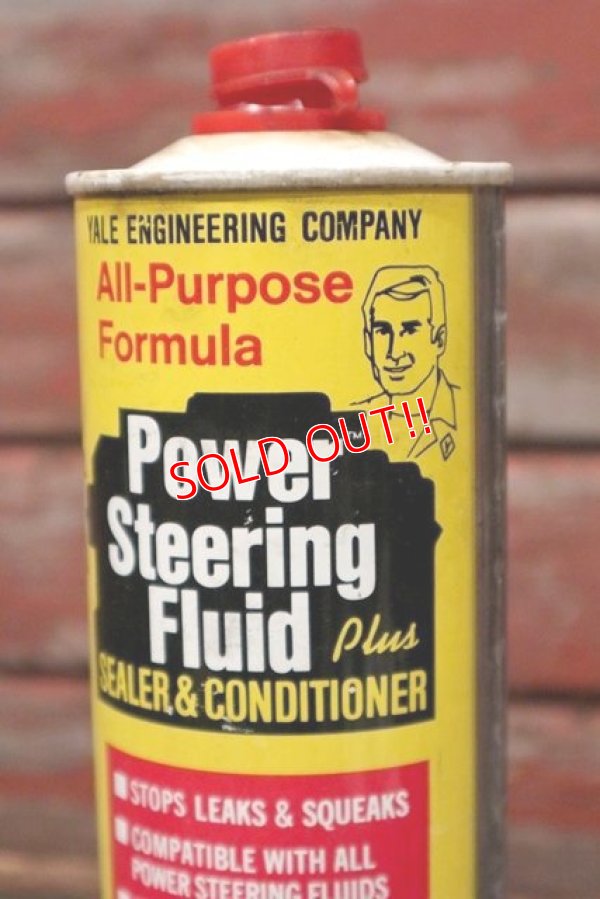 YALE ENGINEERING COMPANY
All-Purpose
Formula
Power™
Steering
Fluid Plus
SEALER & CONDITIONER
SOLD OUT!!
STOPS LEAKS & SQUEAKS
COMPATIBLE WITH ALL
POWER STEERING FLUIDS